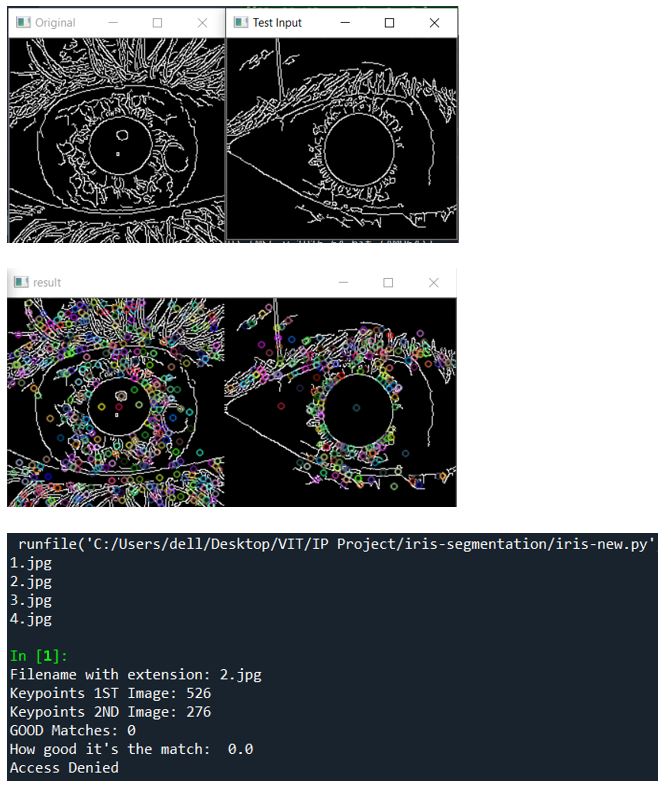 Original
Test Input
result
runfile('C:/Users/dell/Desktop/VIT/IP Project/iris-segmentation/iris-new.py'
1.jpg
2.jpg
3.jpg
4.jpg
In [1]:
Filename with extension: 2.jpg
Keypoints 1ST Image: 526
Keypoints 2ND Image: 276
GOOD Matches: 0
How good it's the match:  0.0
Access Denied